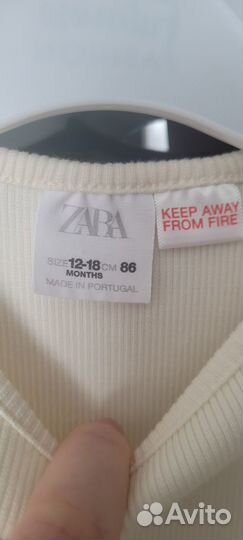 ZARA
SIZE 12-18 CM 86
MONTHS
MADE IN PORTUGAL
KEEP AWAY
FROM FIRE
Avito